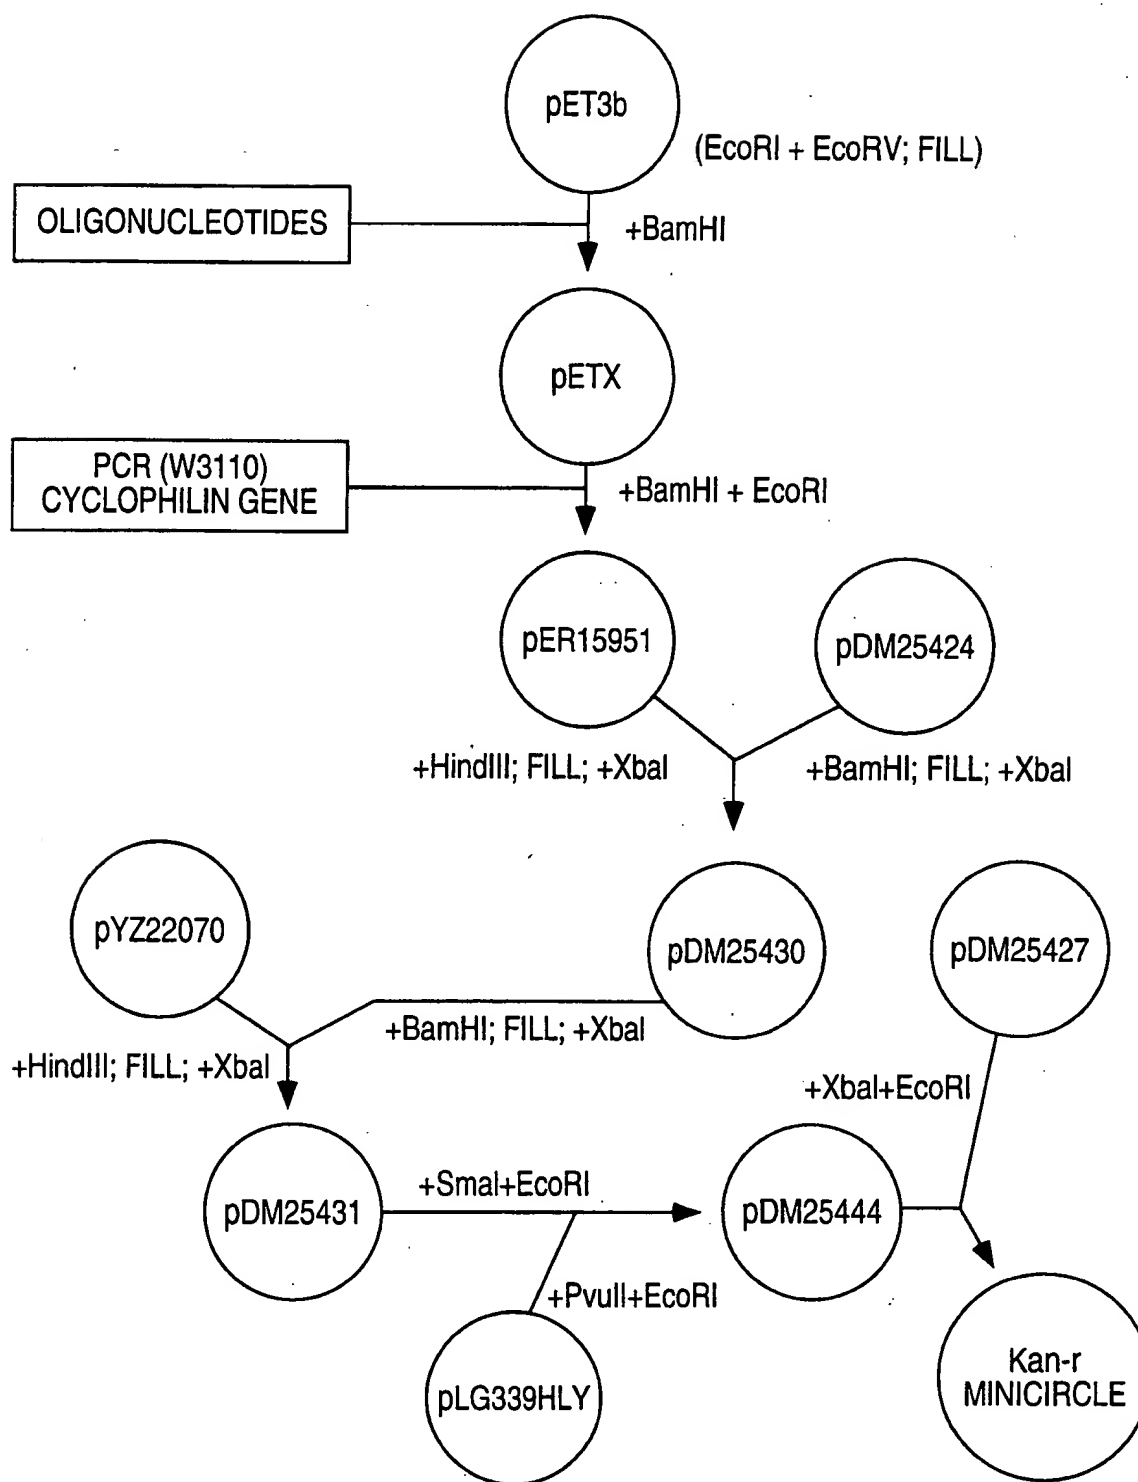 pET3b
(EcoRI + EcoRV; FILL)
OLIGONUCLEOTIDES
+BamHI
pETX
PCR (W3110)
CYCLOPHILIN GENE
+BamHI + EcoRI
pER15951
pDM25424
+HindIII; FILL; +XbaI
+BamHI; FILL; +XbaI
pYZ22070
pDM25430
pDM25427
+BamHI; FILL; +XbaI
+HindIII; FILL; +XbaI
+XbaI+EcoRI
+SmaI+EcoRI
pDM25431
pDM25444
+PvuII+EcoRI
pLG339HLY
Kan-r
MINICIRCLE